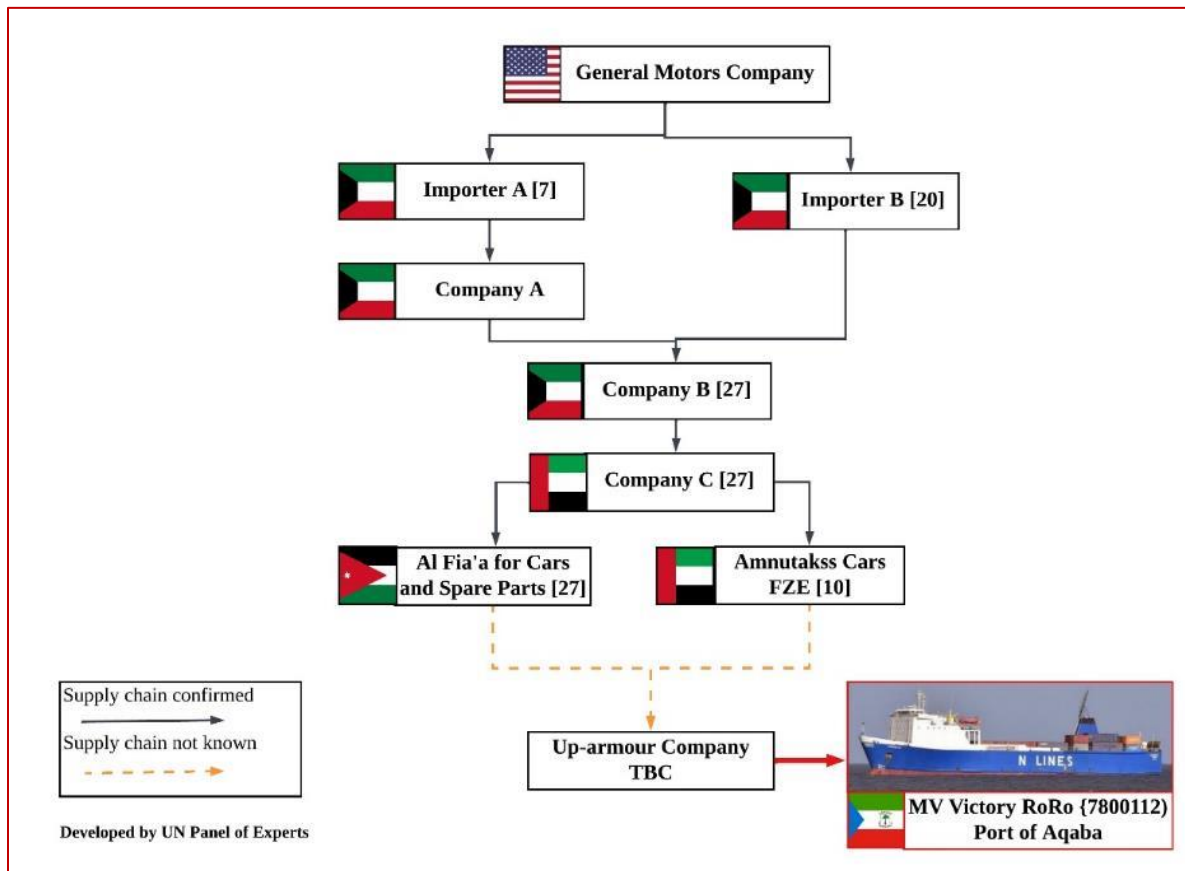 General Motors Company
Importer A [7]
Importer B [20]
Company A
Company B [27]
Company C [27]
Al Fia'a for Cars
and Spare Parts [27]
Amnutakss Cars
FZE [10]
Supply chain confirmed
Supply chain not known
Up-armour Company
TBC
N LINES
MV Victory RoRo {7800112)
Port of Aqaba
Developed by UN Panel of Experts